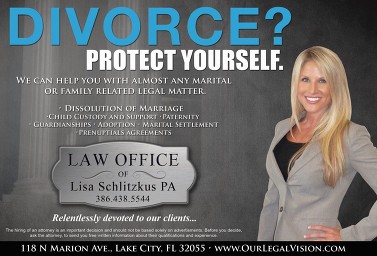 DIVORCE?
PROTECT YOURSELF.
WE CAN HELP YOU WITH ALMOST ANY MARITAL
OR FAMILY RELATED LEGAL MATTER.
· DISSOLUTION OF MARRIAGE
·CHILD CUSTODY AND SUPPORT ·PATERNITY
·GUARDIANSHIPS · ADOPTION · MARITAL SETTLEMENT
·PRENUPTIALS AGREEMENTS
LAW OFFICE
OF
LISA SCHLITZKUS PA
386.438.5544
Relentlessly devoted to our clients...
The hiring of an attorney is an important decision and should not be based solely on advertisements. Before you decide,
ask the attorney, to send you free written information about their qualifications and experience.
118 N MARION AVE., LAKE CITY, FL 32055 · WWW.OURLEGALVISION.COM